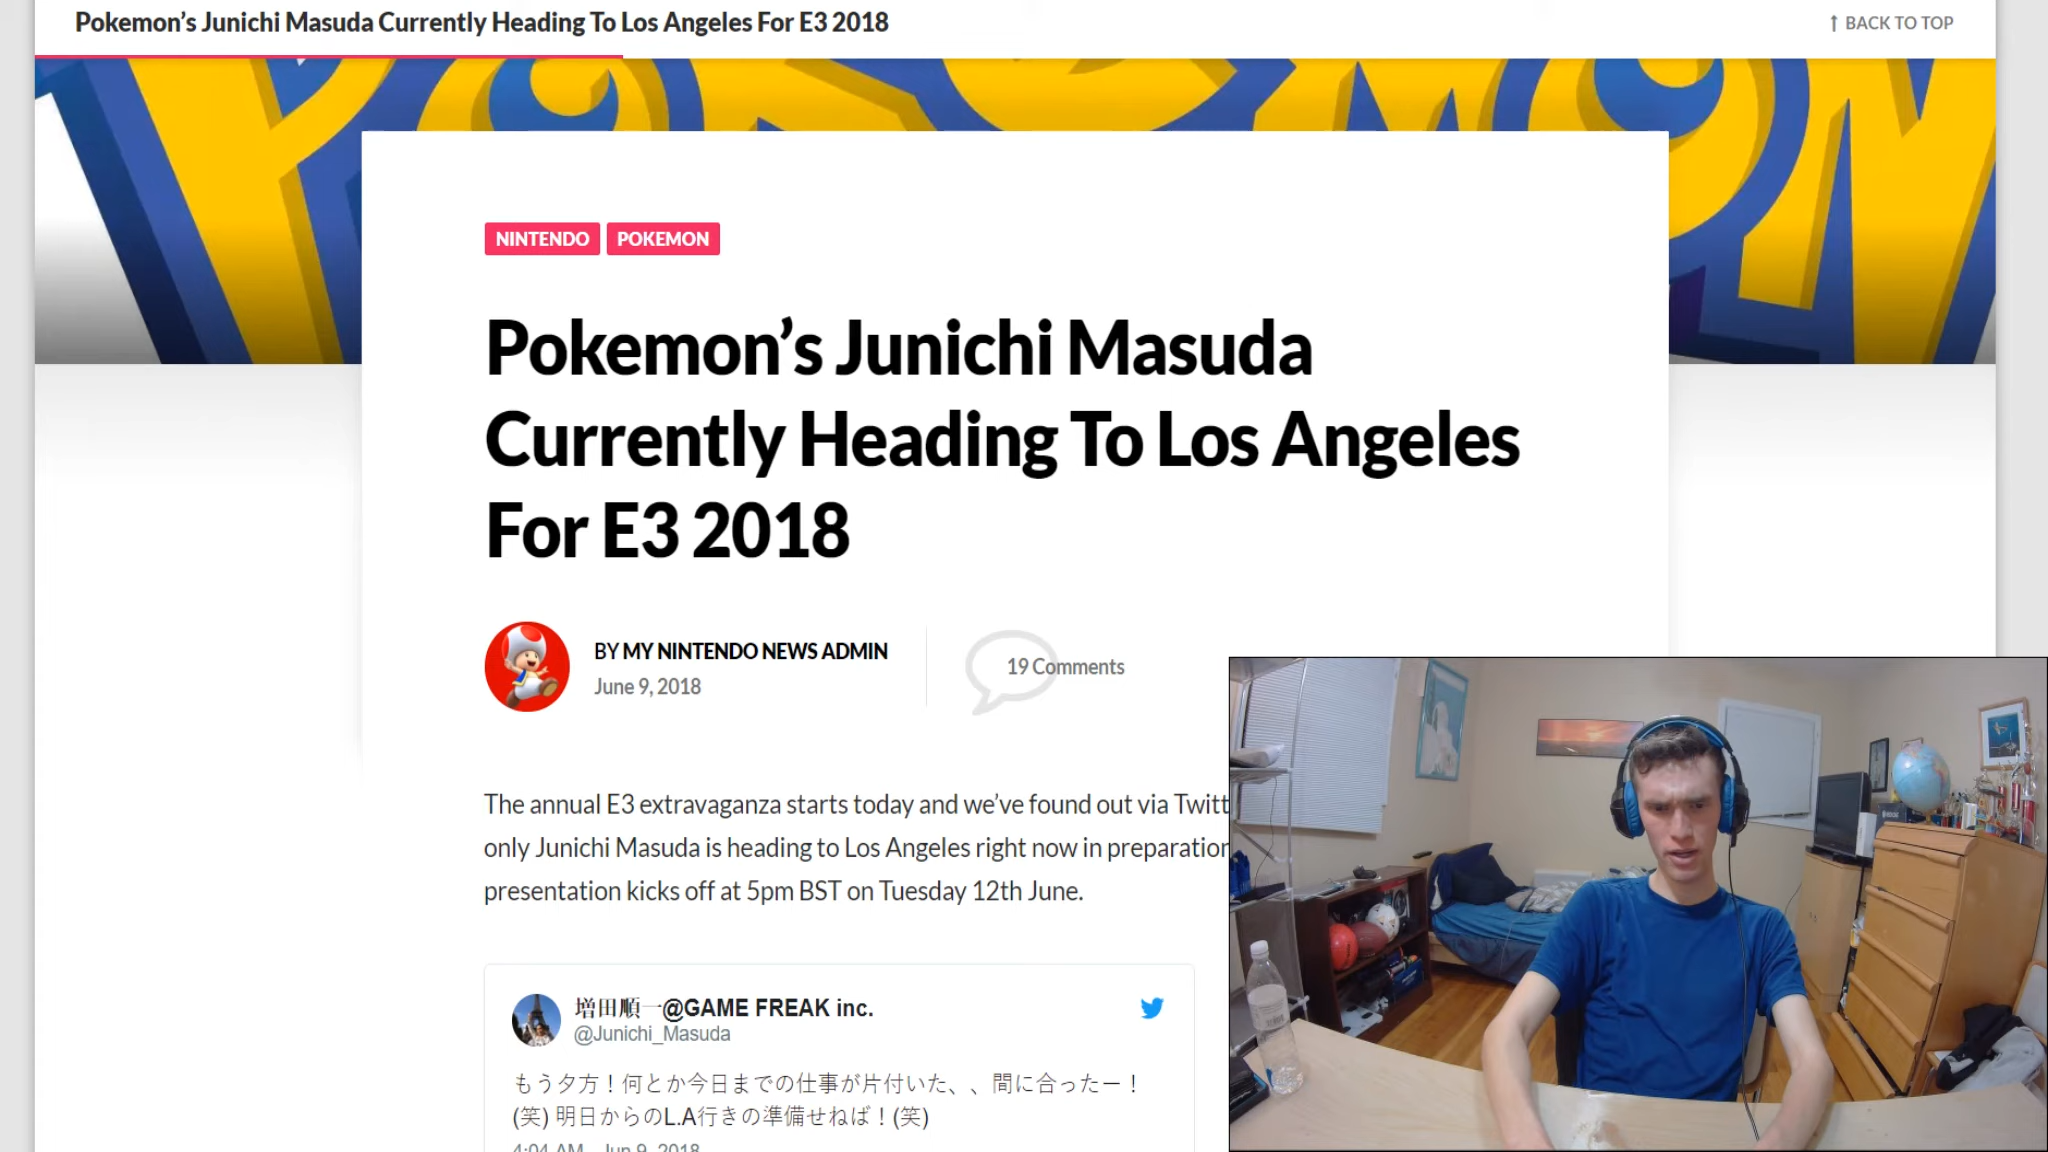 Pokemon’s Junichi Masuda Currently Heading To Los Angeles For E3 2018
↑ BACK TO TOP
NINTENDO POKEMON
Pokemon’s Junichi Masuda
Currently Heading To Los Angeles
For E3 2018
BY MY NINTENDO NEWS ADMIN
June 9, 2018
19 Comments
The annual E3 extravaganza starts today and we’ve found out via Twitt
only Junichi Masuda is heading to Los Angeles right now in preparation
presentation kicks off at 5pm BST on Tuesday 12th June.
増田順一@GAME FREAK inc.
@Junichi_Masuda
もう夕方！何とか今日までの仕事が片付いた、、間に合ったー！
(笑) 明日からのL.A行きの準備せねば！(笑)
4:04 AM - Jun 9, 2018